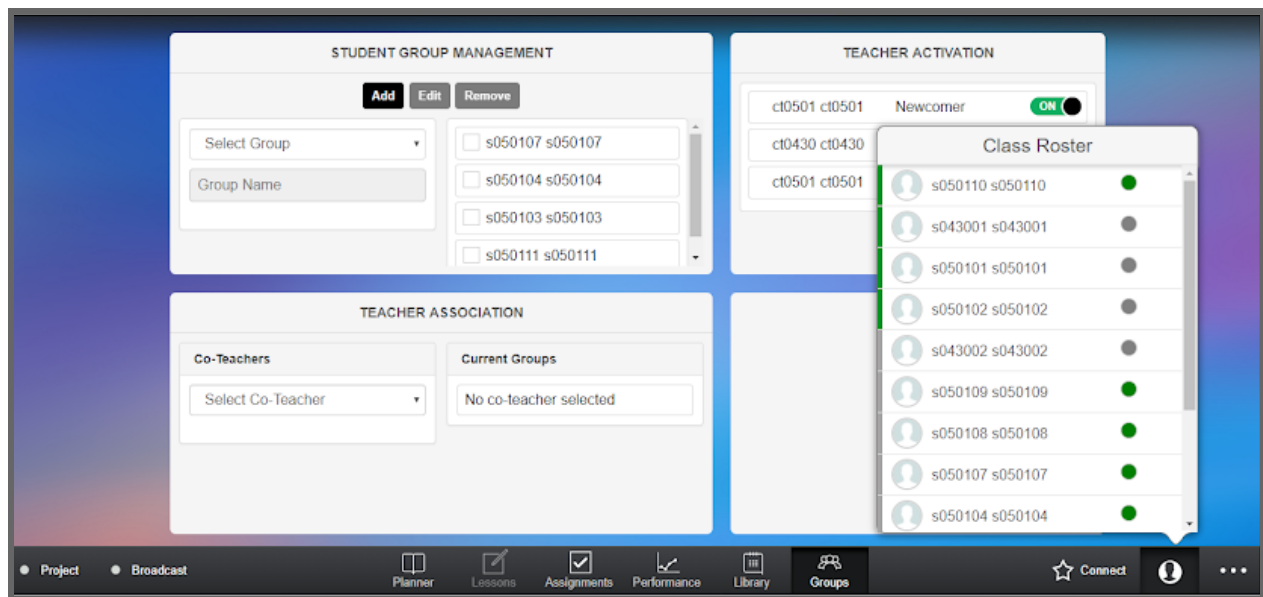 STUDENT GROUP MANAGEMENT
Add Edit Remove
Select Group
Group Name
s050107 s050107
s050104 s050104
s050103 s050103
s050111 s050111
TEACHER ACTIVATION
ct0501 ct0501 Newcomer ON
ct0430 ct0430
ct0501 ct0501
Class Roster
s050110 s050110
s043001 s043001
s050101 s050101
s050102 s050102
s043002 s043002
s050109 s050109
s050108 s050108
s050107 s050107
s050104 s050104
TEACHER ASSOCIATION
Co-Teachers
Select Co-Teacher
Current Groups
No co-teacher selected
Project Broadcast Planner Lessons Assignments Performance Library Groups Connect